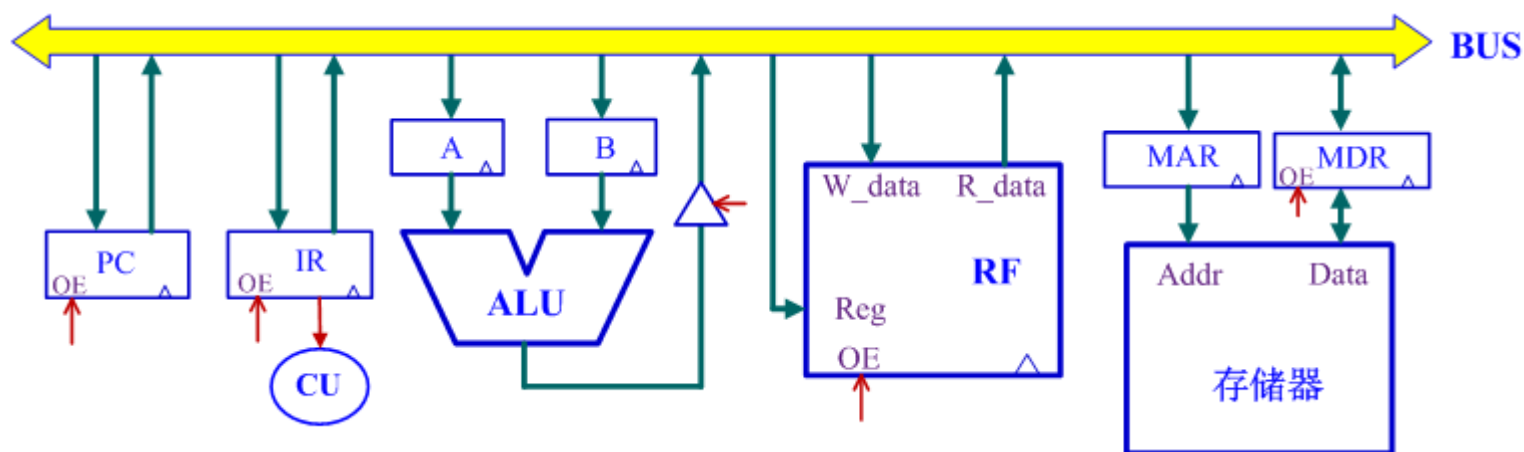 BUS
A
B
MAR
MDR
OE
W_data
R_data
PC
OE
IR
OE
ALU
RF
Reg
OE
Addr
Data
CU
存储器